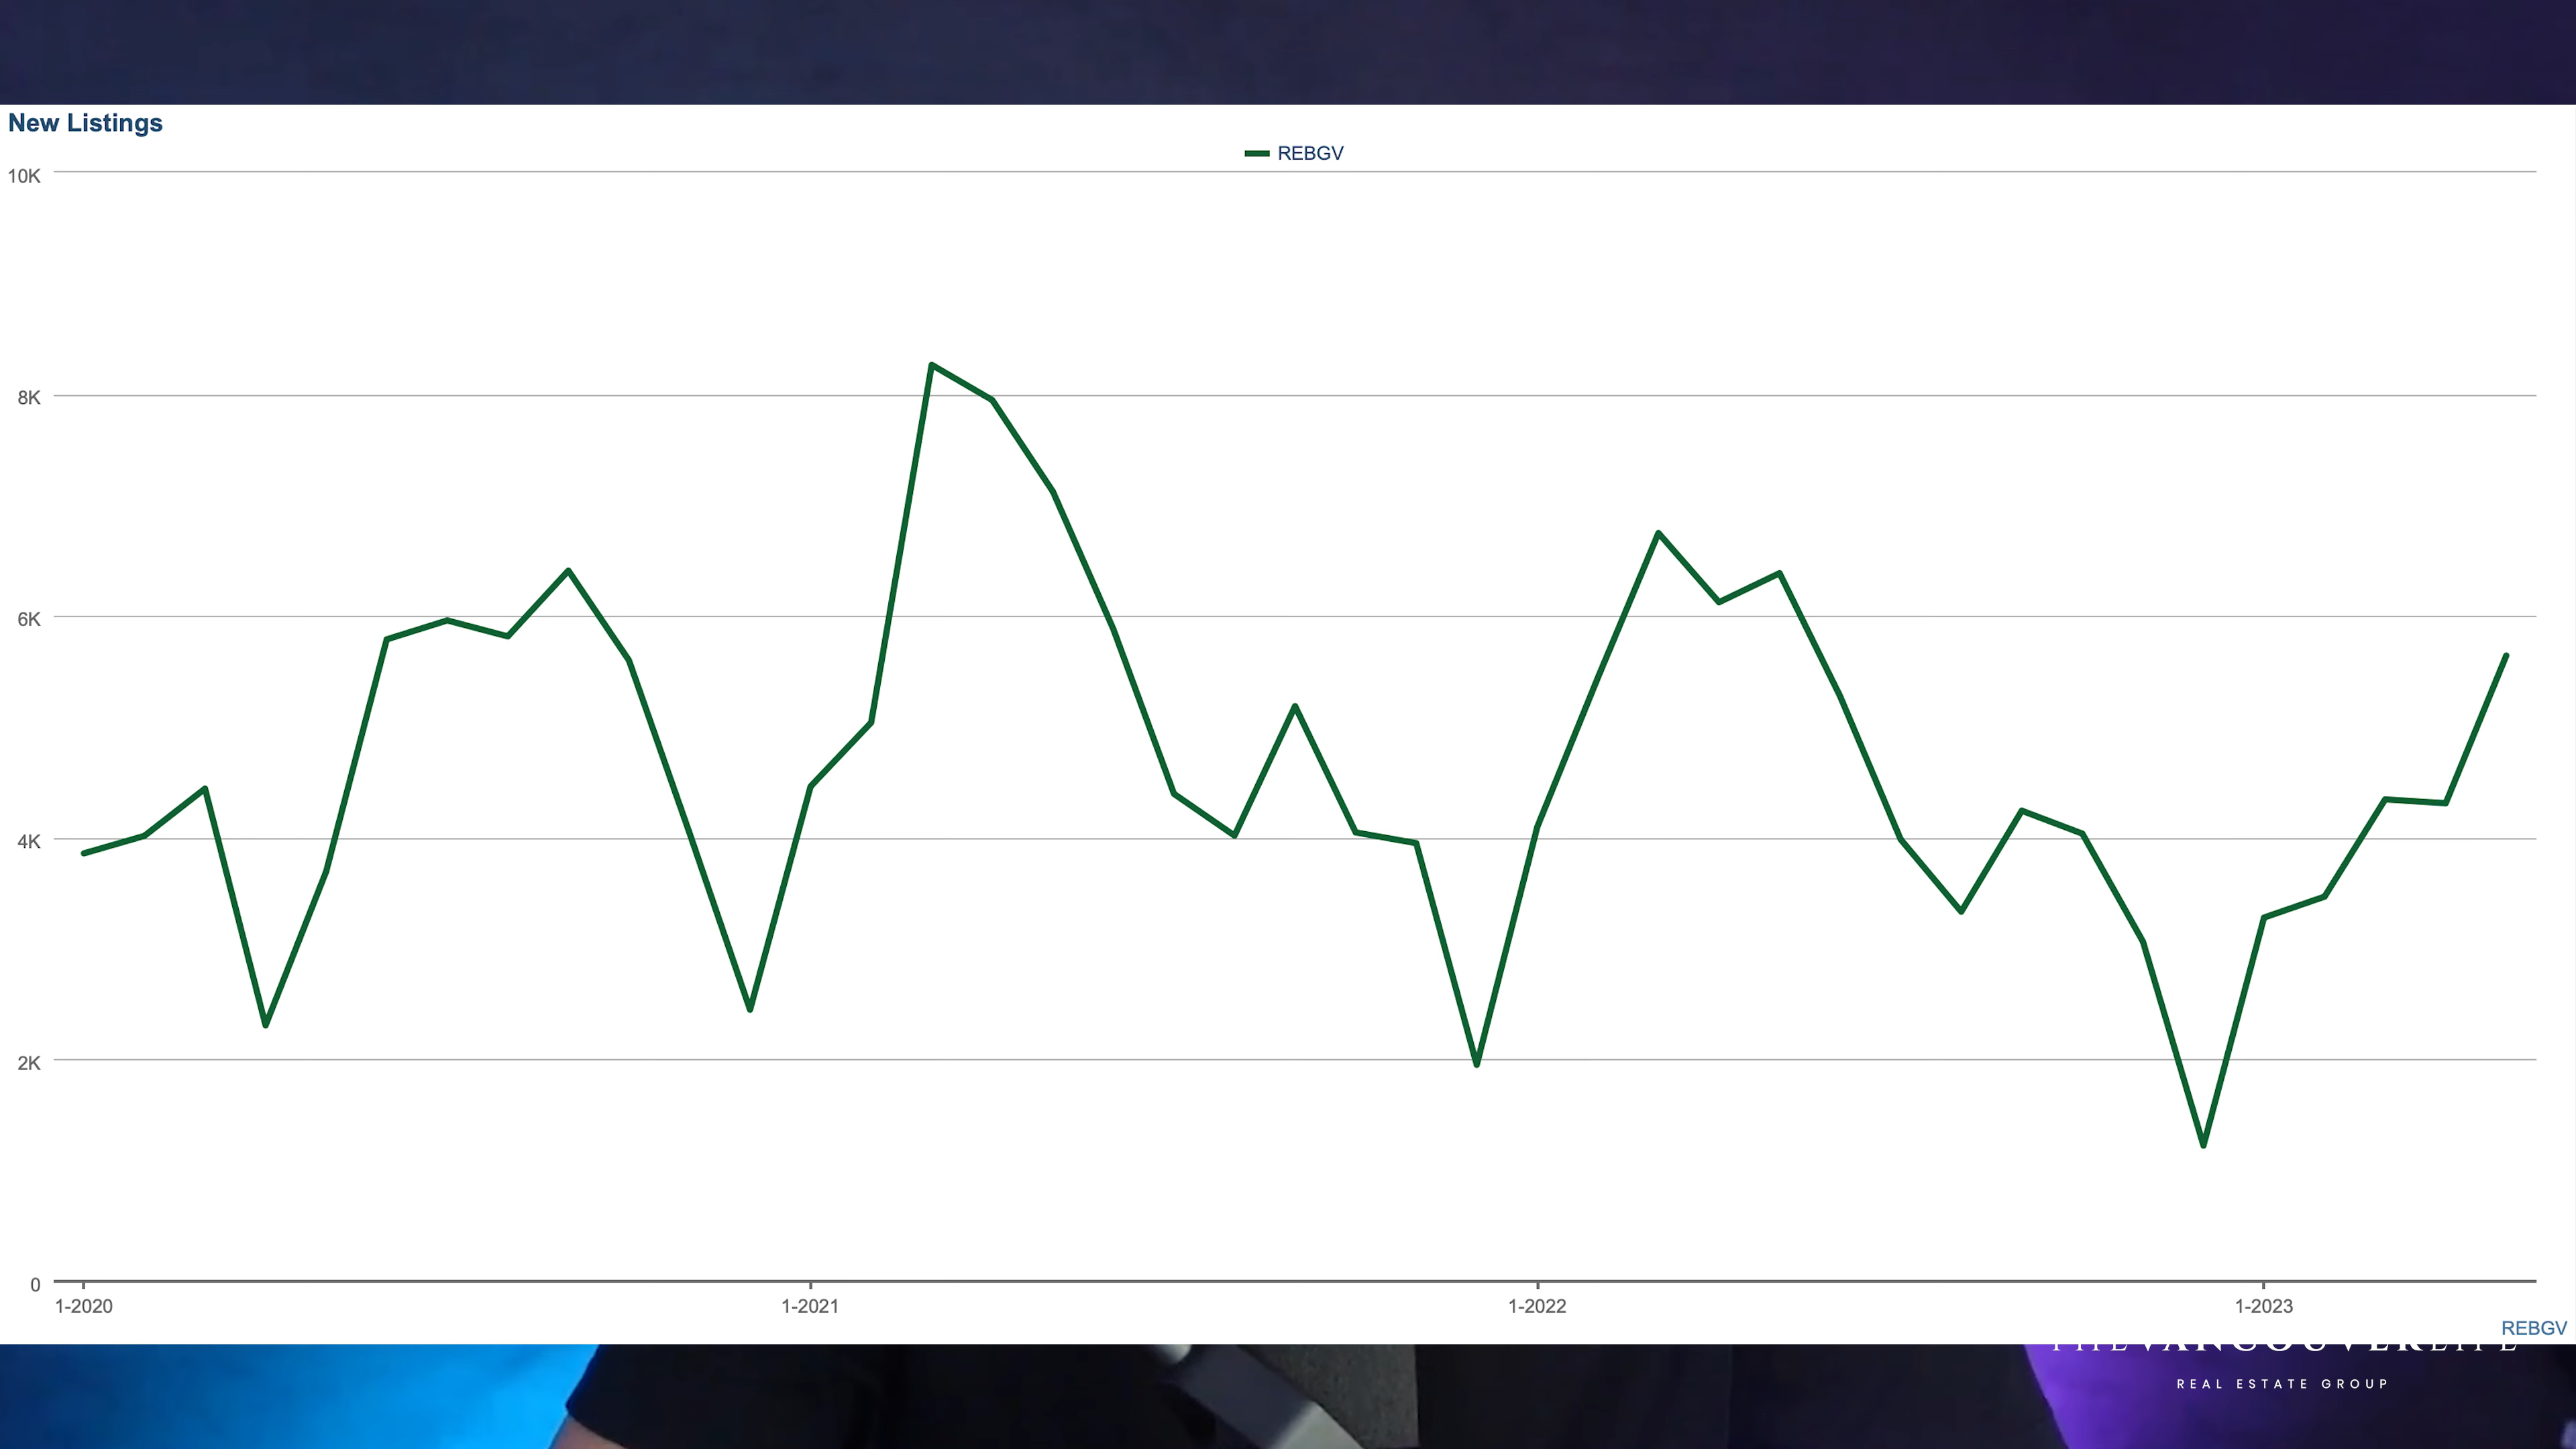 New Listings
REBGV
10K
8K
6K
4K
2K
0
1-2020 1-2021 1-2022 1-2023
REBGV
THEVANCOUVERLIFE
REAL ESTATE GROUP